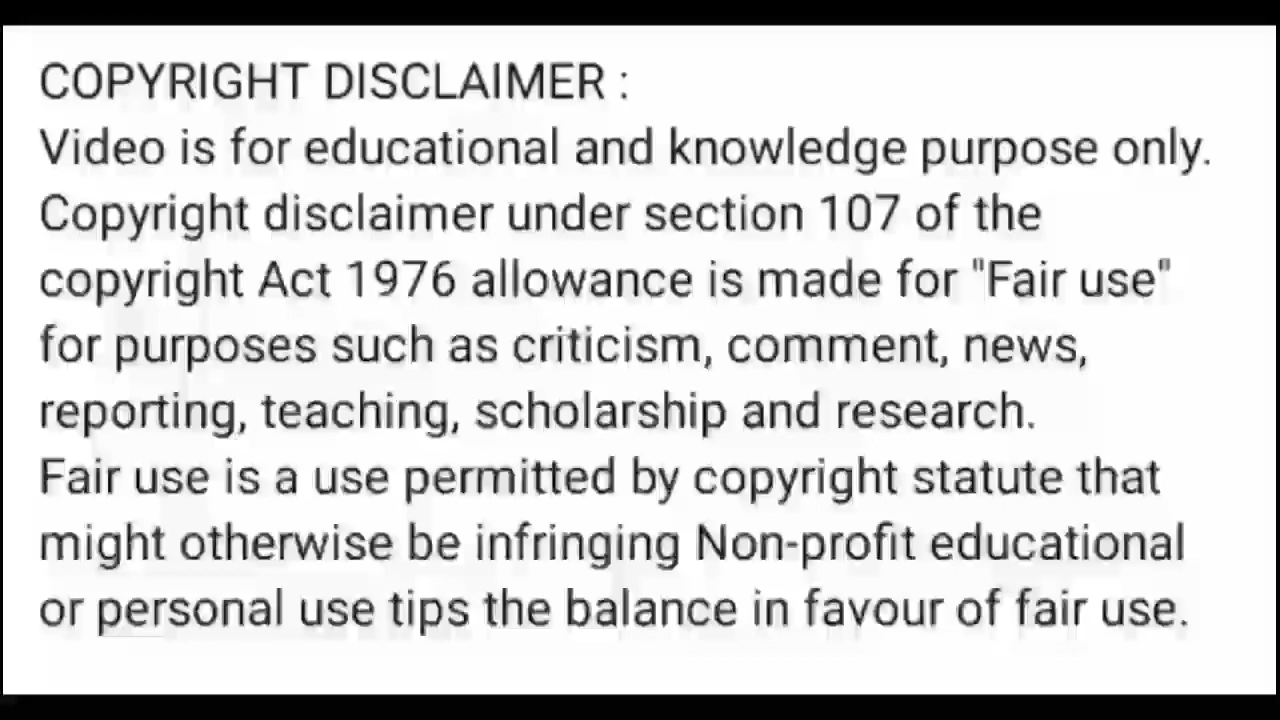 COPYRIGHT DISCLAIMER :
Video is for educational and knowledge purpose only.
Copyright disclaimer under section 107 of the
copyright Act 1976 allowance is made for "Fair use"
for purposes such as criticism, comment, news,
reporting, teaching, scholarship and research.
Fair use is a use permitted by copyright statute that
might otherwise be infringing Non-profit educational
or personal use tips the balance in favour of fair use.